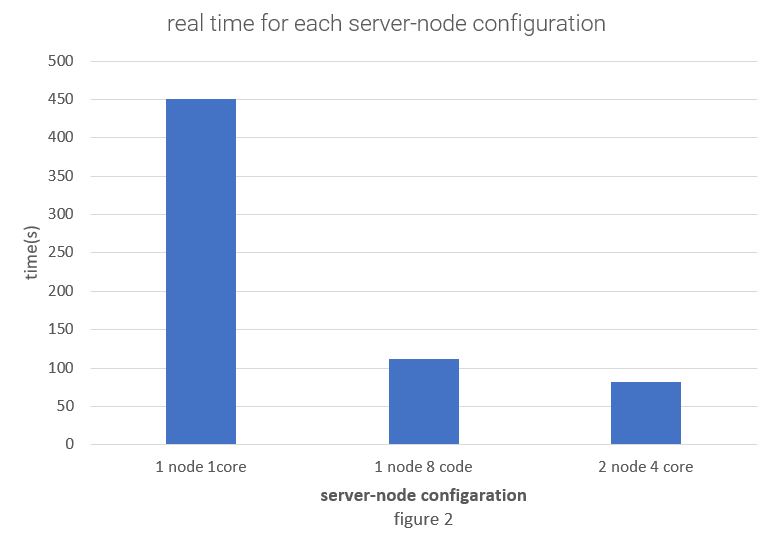 real time for each server-node configuration
500
450
400
350
300
250
200
150
100
50
0
time(s)
1 node 1core
1 node 8 code
2 node 4 core
server-node configaration
figure 2